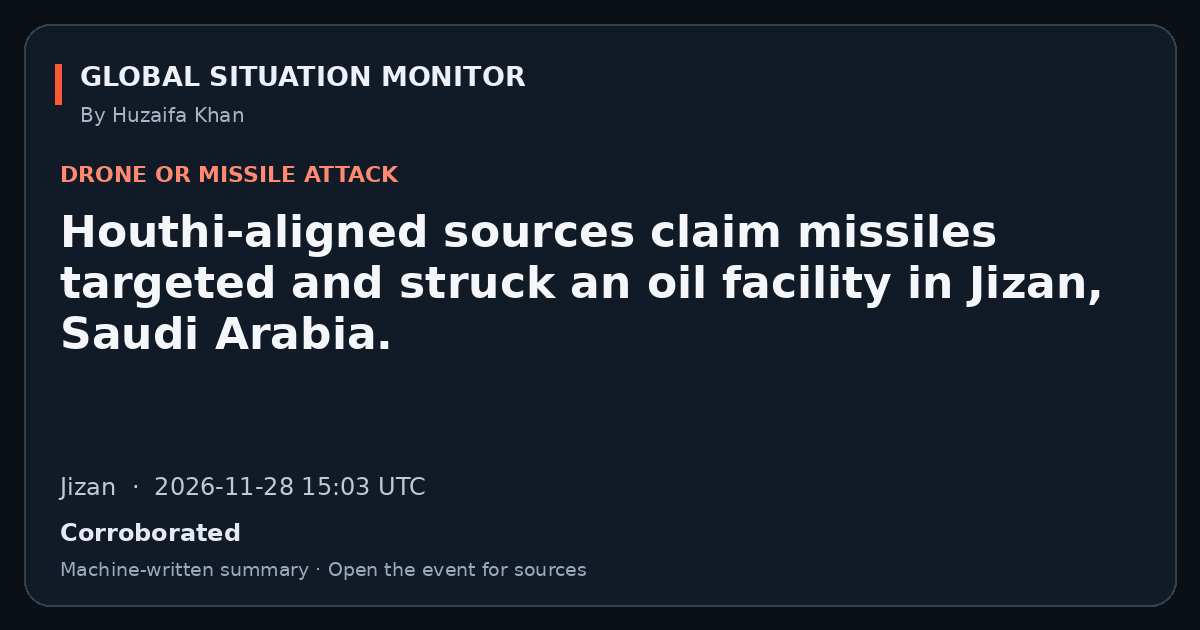 GLOBAL SITUATION MONITOR
By Huzaifa Khan
DRONE OR MISSILE ATTACK
Houthi-aligned sources claim missiles
targeted and struck an oil facility in Jizan,
Saudi Arabia.
Jizan · 2026-11-28 15:03 UTC
Corroborated
Machine-written summary · Open the event for sources